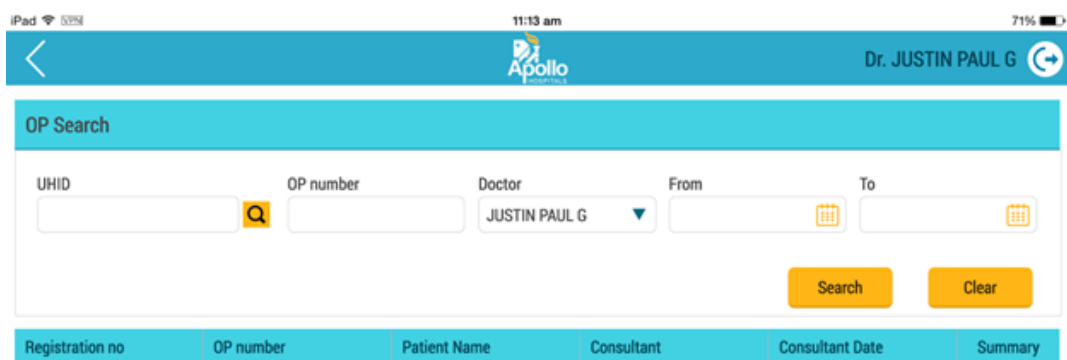 iPad VPN 11:13 am 71%
Apollo
HOSPITALS
Dr. JUSTIN PAUL G
OP Search
UHID OP number Doctor From To
JUSTIN PAUL G
Search Clear
Registration no OP number Patient Name Consultant Consultant Date Summary